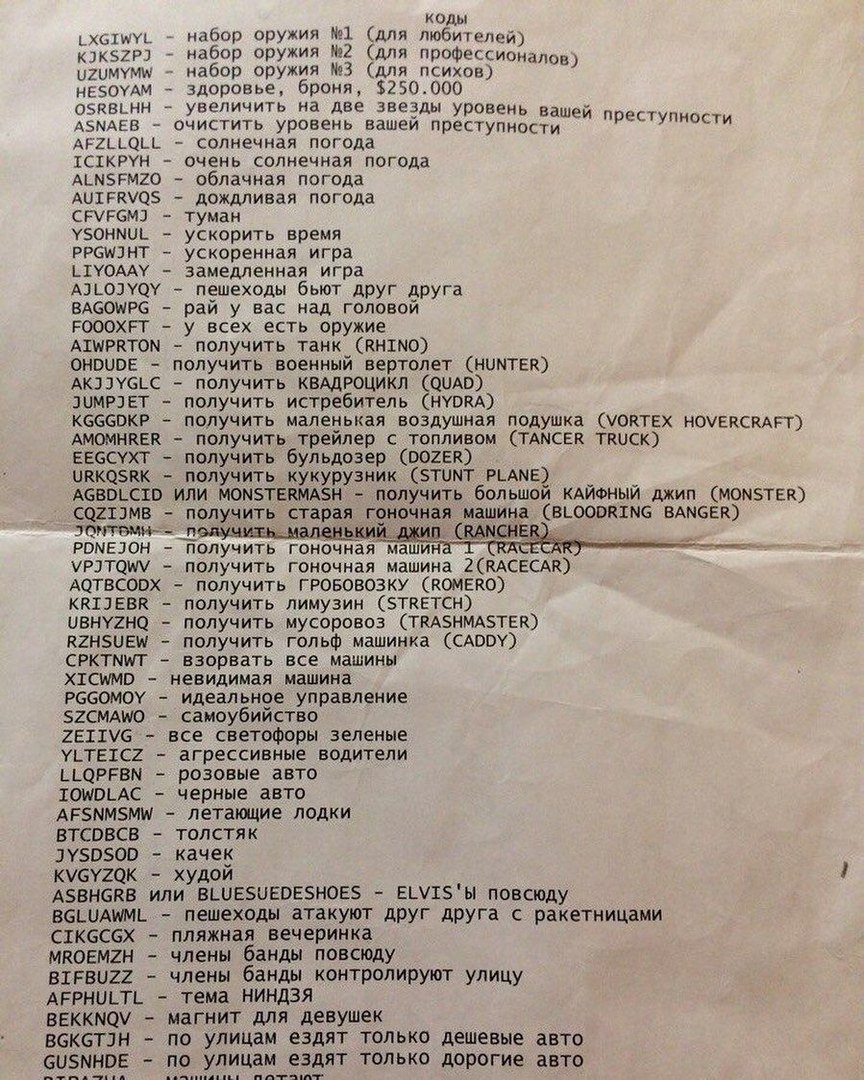 КОДЫ
LXGIWYL – набор оружия №1 (для любителей)
KJKSZPJ – набор оружия №2 (для профессионалов)
UZUMYMW – набор оружия №3 (для психов)
HESOYAM – здоровье, броня, $250.000
OSRBLHH – увеличить на две звезды уровень вашей преступности
ASNAEB – очистить уровень вашей преступности
AFZLLQLL – солнечная погода
ICIKPYH – очень солнечная погода
ALNSFMZO – облачная погода
AUIFRVQS – дождливая погода
CFVFGMJ – туман
YSOHNUL – ускорить время
PPGWJHT – ускоренная игра
LIYOAAY – замедленная игра
AJLOJYQY – пешеходы бьют друг друга
BAGOWPG – рай у вас над головой
FOOOXFT – у всех есть оружие
AIWPRTON – получить танк (RHINO)
OHDUDE – получить военный вертолет (HUNTER)
AKJJYGLC – получить КВАДРОЦИКЛ (QUAD)
JUMPJET – получить истребитель (HYDRA)
KGGGDKP – получить маленькая воздушная подушка (VORTEX HOVERCRAFT)
AMOMHRER – получить трейлер с топливом (TANCER TRUCK)
EEGCYXT – получить бульдозер (DOZER)
URKQSRK – получить кукурузник (STUNT PLANE)
AGBDLCID ИЛИ MONSTERMASH – получить большой КАЙФНЫЙ джип (MONSTER)
CQZIJMB – получить старая гоночная машина (BLOODRING BANGER)
JQNTDMH – получить маленький джип (RANCHER)
PDNEJOH – получить гоночная машина 1 (RACECAR)
VPJTQWV – получить гоночная машина 2(RACECAR)
AQTBCODX – получить ГРОБОВОЗКУ (ROMERO)
KRIJEBR – получить лимузин (STRETCH)
UBHYZHQ – получить мусоровоз (TRASHMASTER)
RZHSUEW – получить гольф машинка (CADDY)
CPKTNWT – взорвать все машины
XICWMD – невидимая машина
PGGOMOY – идеальное управление
SZCMAWO – самоубийство
ZEIIVG – все светофоры зеленые
YLTEICZ – агрессивные водители
LLQPFBN – розовые авто
IOWDLAC – черные авто
AFSNMSMW – летающие лодки
BTCDBCB – толстяк
JYSDSOD – качек
KVGYZQK – худой
ASBHGRB или BLUESUEDESHOES – ELVIS'Ы повсюду
BGLUAWML – пешеходы атакуют друг друга с ракетницами
CIKGCGX – пляжная вечеринка
MROEMZH – члены банды повсюду
BIFBUZZ – члены банды контролируют улицу
AFPHULTL – тема НИНДЗЯ
BEKKNQV – магнит для девушек
BGKGTJH – по улицам ездят только дешевые авто
GUSNHDE – по улицам ездят только дорогие авто
– машины летают